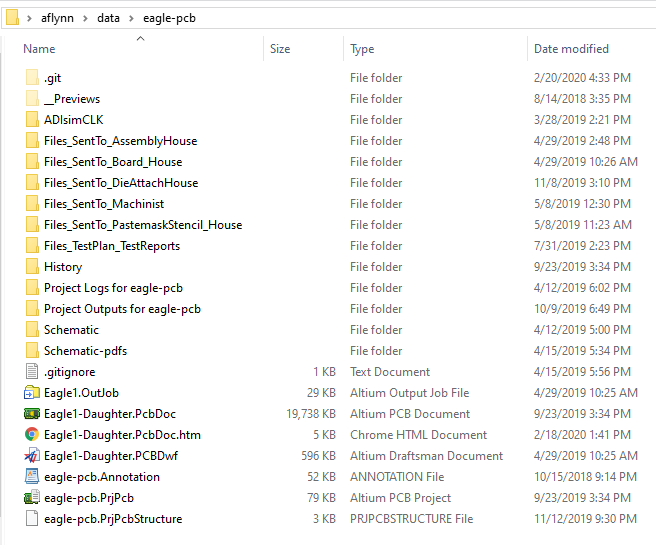 aflynn > data > eagle-pcb
Name Size Type Date modified
.git File folder 2/20/2020 4:33 PM
__Previews File folder 8/14/2018 3:35 PM
ADIsimCLK File folder 3/28/2019 2:21 PM
Files_SentTo_AssemblyHouse File folder 4/29/2019 2:48 PM
Files_SentTo_Board_House File folder 4/29/2019 10:26 AM
Files_SentTo_DieAttachHouse File folder 11/8/2019 3:10 PM
Files_SentTo_Machinist File folder 5/8/2019 12:30 PM
Files_SentTo_PastemaskStencil_House File folder 5/8/2019 11:23 AM
Files_TestPlan_TestReports File folder 7/31/2019 2:23 PM
History File folder 9/23/2019 3:34 PM
Project Logs for eagle-pcb File folder 4/12/2019 6:02 PM
Project Outputs for eagle-pcb File folder 10/9/2019 6:49 PM
Schematic File folder 4/12/2019 5:00 PM
Schematic-pdfs File folder 4/15/2019 5:34 PM
.gitignore 1 KB Text Document 4/15/2019 5:56 PM
Eagle1.OutJob 29 KB Altium Output Job File 4/29/2019 10:25 AM
Eagle1-Daughter.PcbDoc 19,738 KB Altium PCB Document 9/23/2019 3:34 PM
Eagle1-Daughter.PcbDoc.htm 5 KB Chrome HTML Document 2/18/2020 1:41 PM
Eagle1-Daughter.PCBDwf 596 KB Altium Draftsman Document 4/29/2019 10:25 AM
eagle-pcb.Annotation 52 KB ANNOTATION File 10/15/2018 9:14 PM
eagle-pcb.PrjPcb 79 KB Altium PCB Project 9/23/2019 3:34 PM
eagle-pcb.PrjPcbStructure 3 KB PRJPCBSTRUCTURE File 11/12/2019 9:30 PM